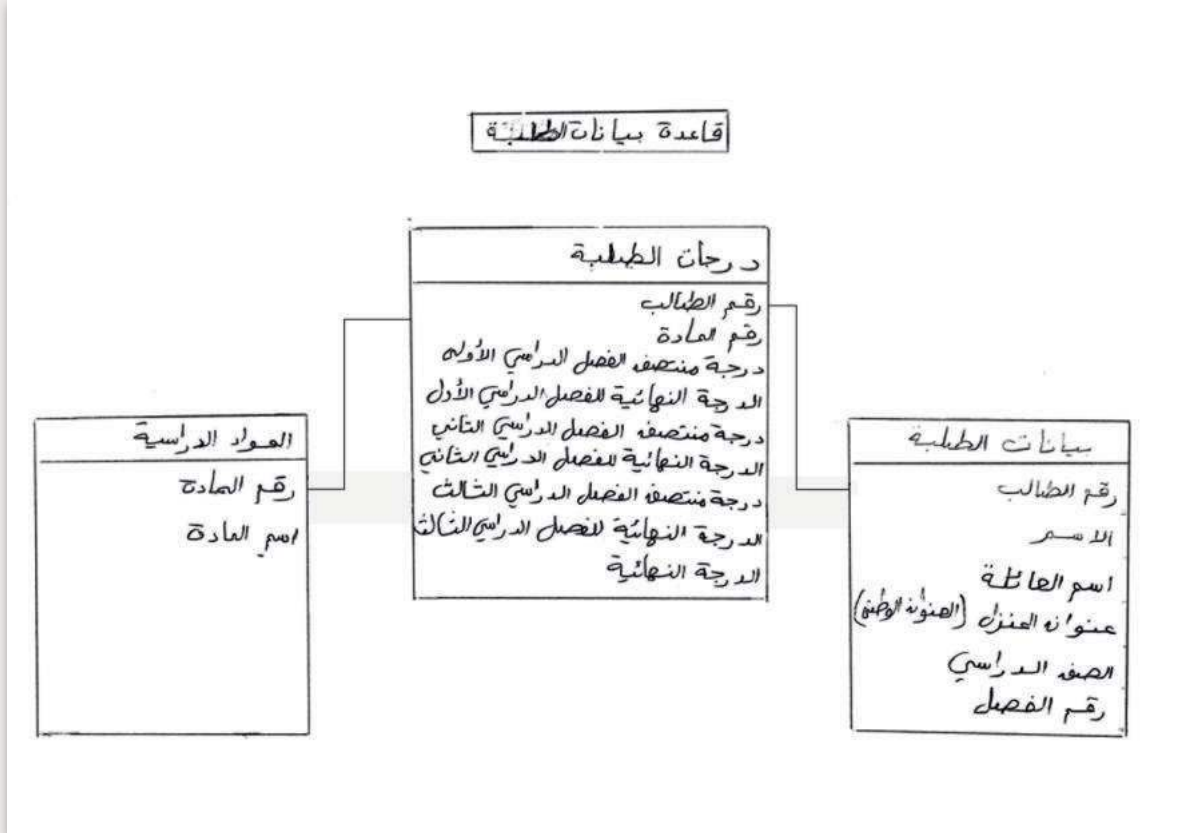 قاعدة بيانات الطلبة
درجات الطلبة
رقم الطالب
رقم المادة
درجة منتصف الفصل الدراسي الأول
الدرجة النهائية للفصل الدراسي الأول
درجة منتصف الفصل الدراسي الثاني
الدرجة النهائية للفصل الدراسي الثاني
درجة منتصف الفصل الدراسي الثالث
الدرجة النهائية للفصل الدراسي الثالث
الدرجة النهائية
بيانات الطلبة
رقم الطالب
الاسم
اسم العائلة
عنوان المنزل (العنوان الوطني)
الصف الدراسي
رقم الفصل
المواد الدراسية
رقم المادة
اسم المادة